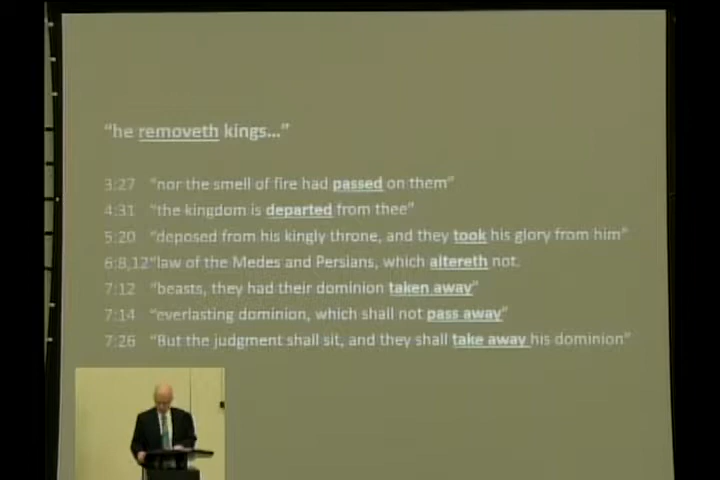 "he removeth kings..."
3:27 "nor the smell of fire had passed on them"
4:31 "the kingdom is departed from thee"
5:20 "deposed from his kingly throne, and they took his glory from him"
6:8,12"law of the Medes and Persians, which altereth not.
7:12 "beasts, they had their dominion taken away"
7:14 "everlasting dominion, which shall not pass away"
7:26 "But the judgment shall sit, and they shall take away his dominion"